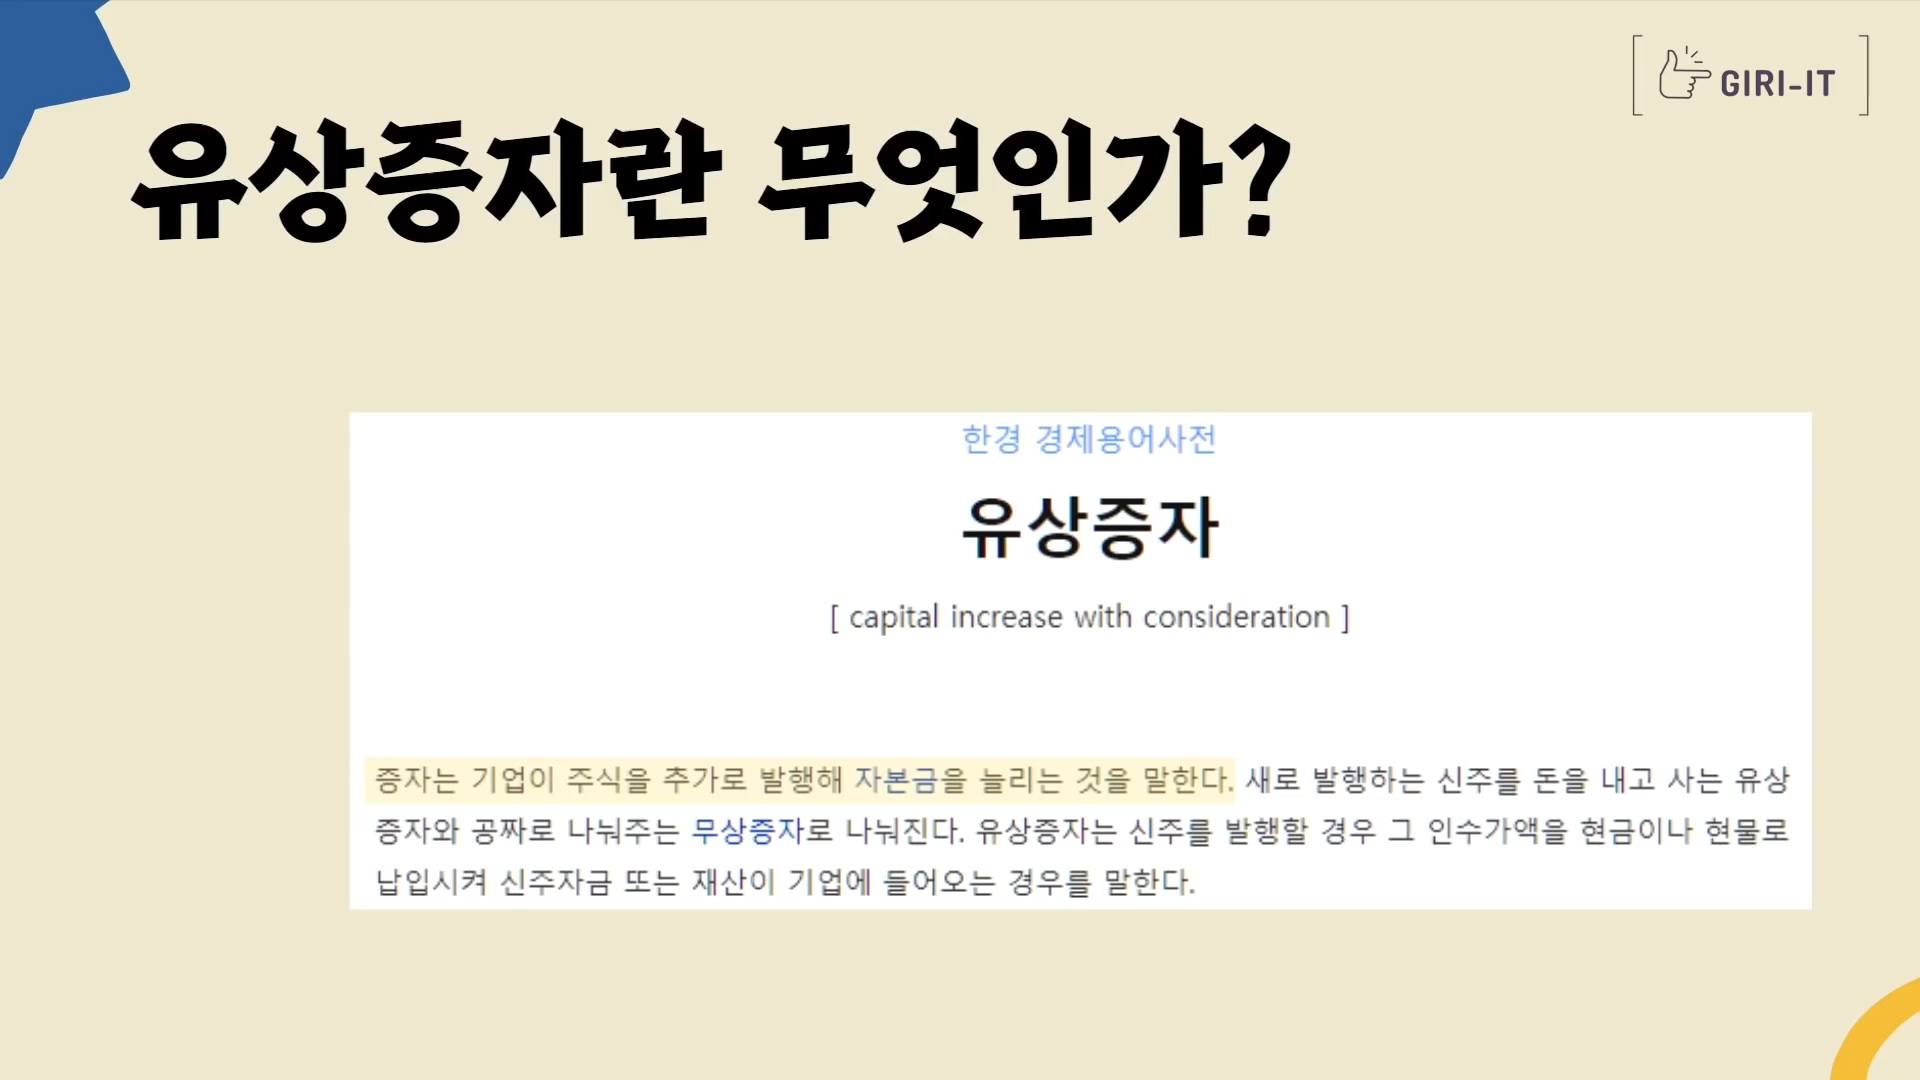 GIRI-IT
유상증자란 무엇인가?
한경 경제용어사전
유상증자
[ capital increase with consideration ]
증자는 기업이 주식을 추가로 발행해 자본금을 늘리는 것을 말한다. 새로 발행하는 신주를 돈을 내고 사는 유상
증자와 공짜로 나눠주는 무상증자로 나눠진다. 유상증자는 신주를 발행할 경우 그 인수가액을 현금이나 현물로
납입시켜 신주자금 또는 재산이 기업에 들어오는 경우를 말한다.